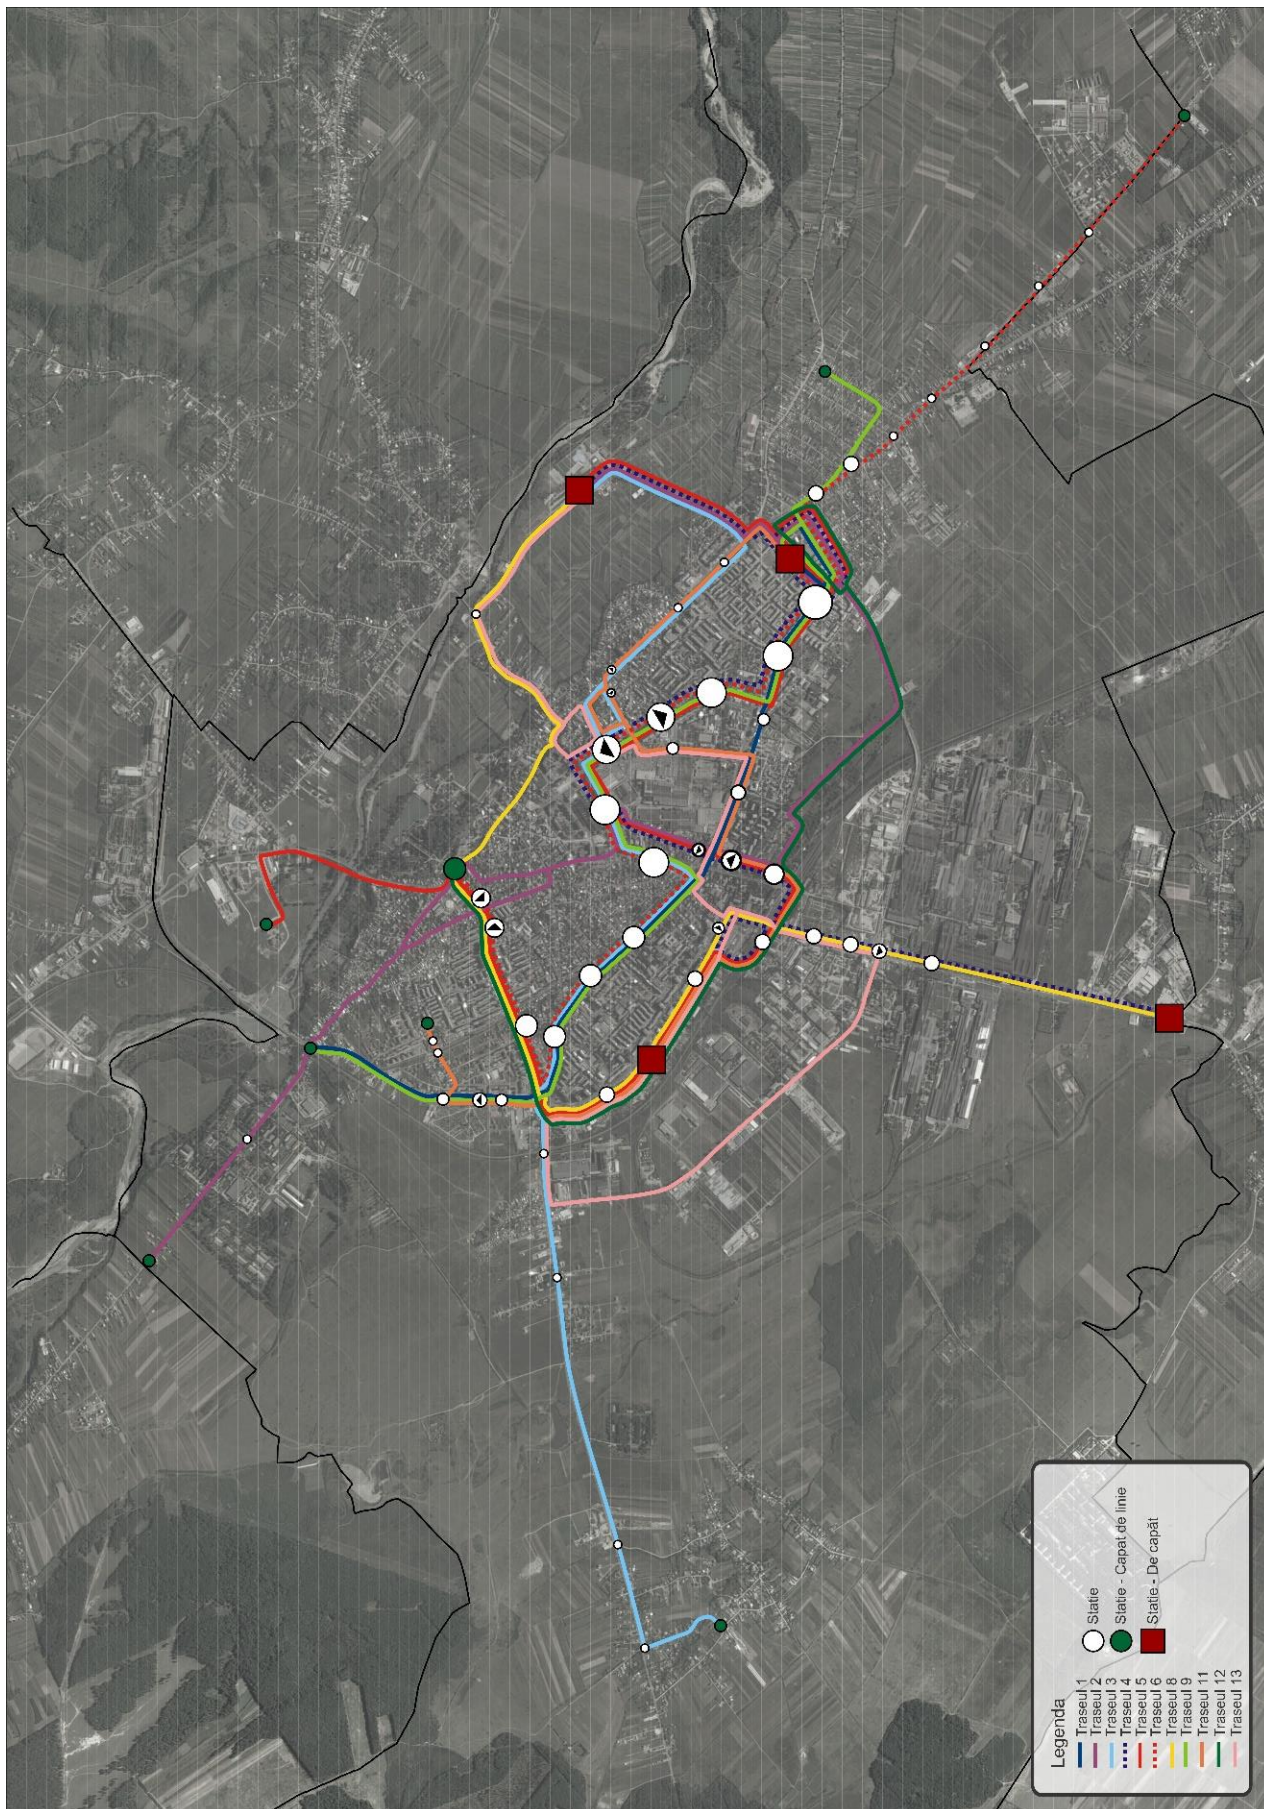 Legenda
Traseul 1
Traseul 2
Traseul 3
Traseul 4
Traseul 5
Traseul 6
Traseul 8
Traseul 9
Traseul 11
Traseul 12
Traseul 13
Statie
Statie - Capat de linie
Statie - De capăt